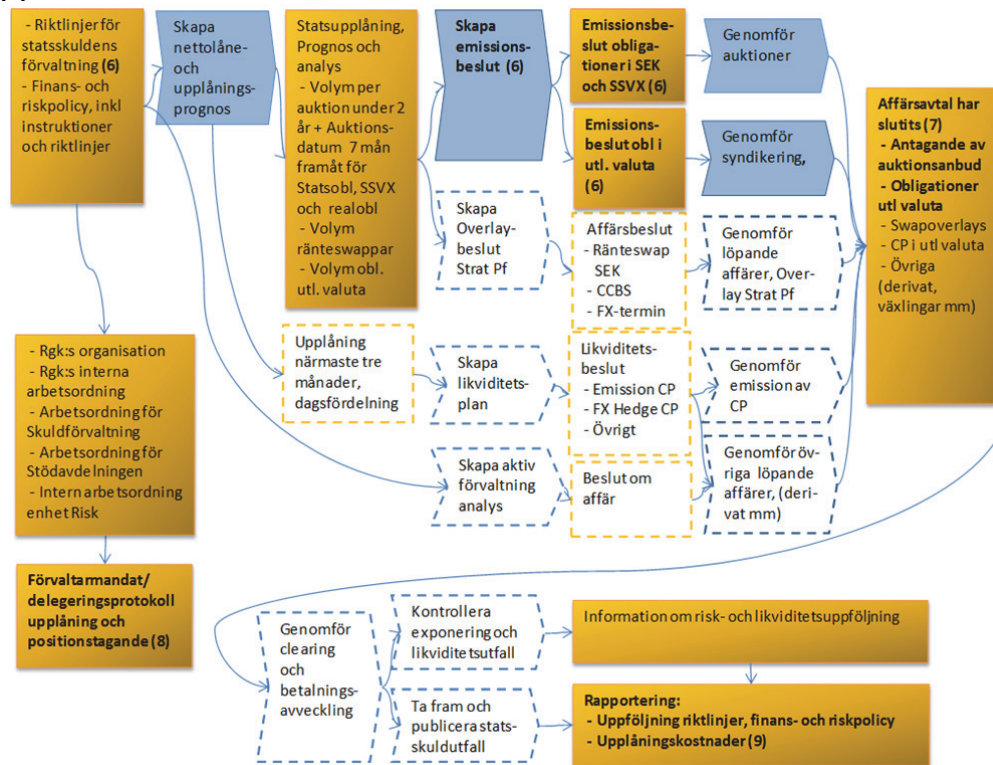 - Riktlinjer för
statsskuldens
förvaltning (6)
- Finans- och
riskpolicy, inkl
instruktioner
och riktlinjer
Skapa
nettolåne-
och
upplånings-
prognos
Statsupplåning,
Prognos och
analys
- Volym per
auktion under 2
år + Auktions-
datum 7 mån
framåt för
Statsobl, SSVX
och realobl
- Volym
ränteswappar
- Volym obl.
utl. valuta
Skapa
emissions-
beslut (6)
Emissionsbe-
slut obligat-
ioner i SEK
och SSVX (6)
Genomför
auktioner
Emissions-
beslut obl i
utl. valuta
(6)
Genomför
syndikering,
Affärsavtal har
slutits (7)
- Antagande av
auktionsanbud
- Obligationer
utl valuta
- Swapoverlays
- CP i utl valuta
- Övriga
(derivat,
växlingar mm)
Skapa
Overlay-
beslut
Strat Pf
Affärsbeslut
- Ränteswap
SEK
- CCBS
- FX-termin
Genomför
löpande
affärer, Over-
lay Strat Pf
Upplåning
närmaste tre
månader,
dagsfördelning
Skapa
likviditets-
plan
Likviditets-
beslut
- Emission CP
- FX Hedge CP
- Övrigt
Genomför
emission av
CP
Skapa aktiv
förvaltning
analys
Beslut om
affär
Genomför öv-
riga löpande
affärer, (deri-
vat mm)
- Rgk:s organisation
- Rgk:s interna
arbetsordning
- Arbetsordning för
Skuldförvaltning
- Arbetsordning för
Stödavdelningen
- Intern arbetsordning
enhet Risk
Förvaltarmandat/
delegeringsprotokoll
upplåning och
positionstagande (8)
Genomför
clearing
och
betalnings-
avveckling
Kontrollera
exponering och
likviditetsutfall
Information om risk- och likviditetsuppföljning
Ta fram och
publicera stats-
skuldutfall
Rapportering:
- Uppföljning riktlinjer, finans- och riskpolicy
- Upplåningskostnader (9)